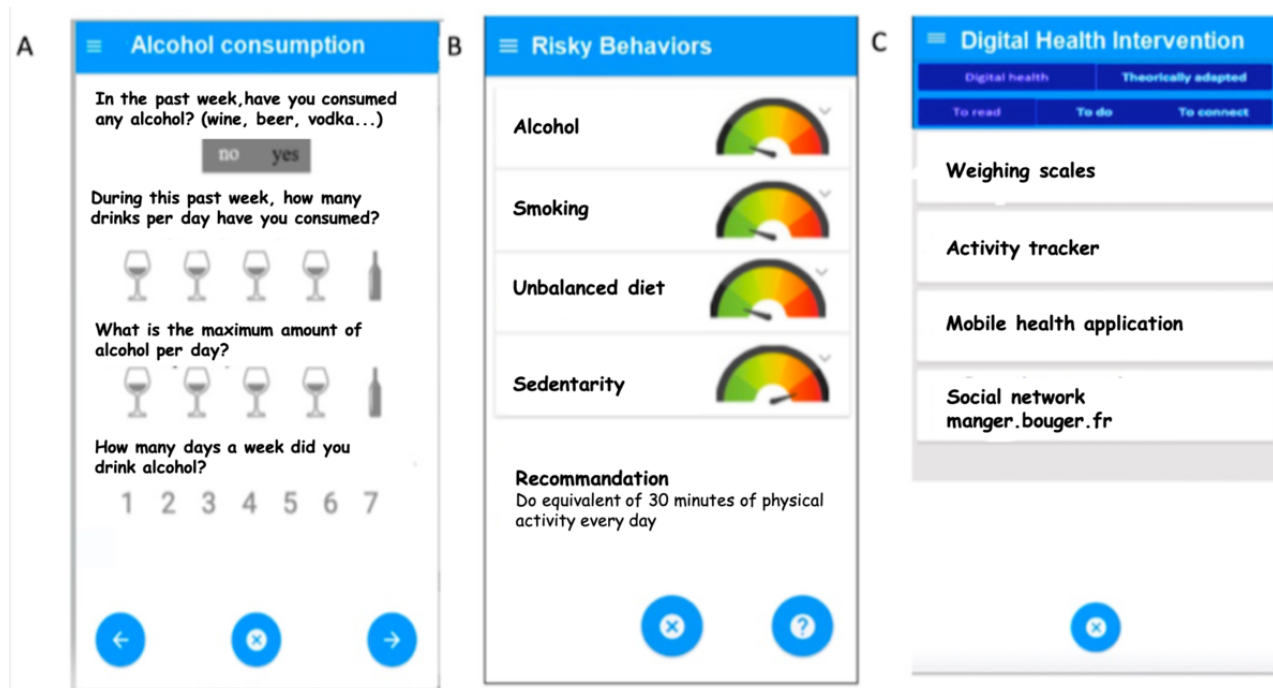 A
Alcohol consumption
In the past week,have you consumed
any alcohol? (wine, beer, vodka...)
no yes
During this past week, how many
drinks per day have you consumed?
What is the maximum amount of
alcohol per day?
How many days a week did you
drink alcohol?
1 2 3 4 5 6 7
B
Risky Behaviors
Alcohol
Smoking
Unbalanced diet
Sedentarity
Recommandation
Do equivalent of 30 minutes of physical
activity every day
?
C
Digital Health Intervention
Digital health Theorically adapted
To read To do To connect
Weighing scales
Activity tracker
Mobile health application
Social network
manger.bouger.fr